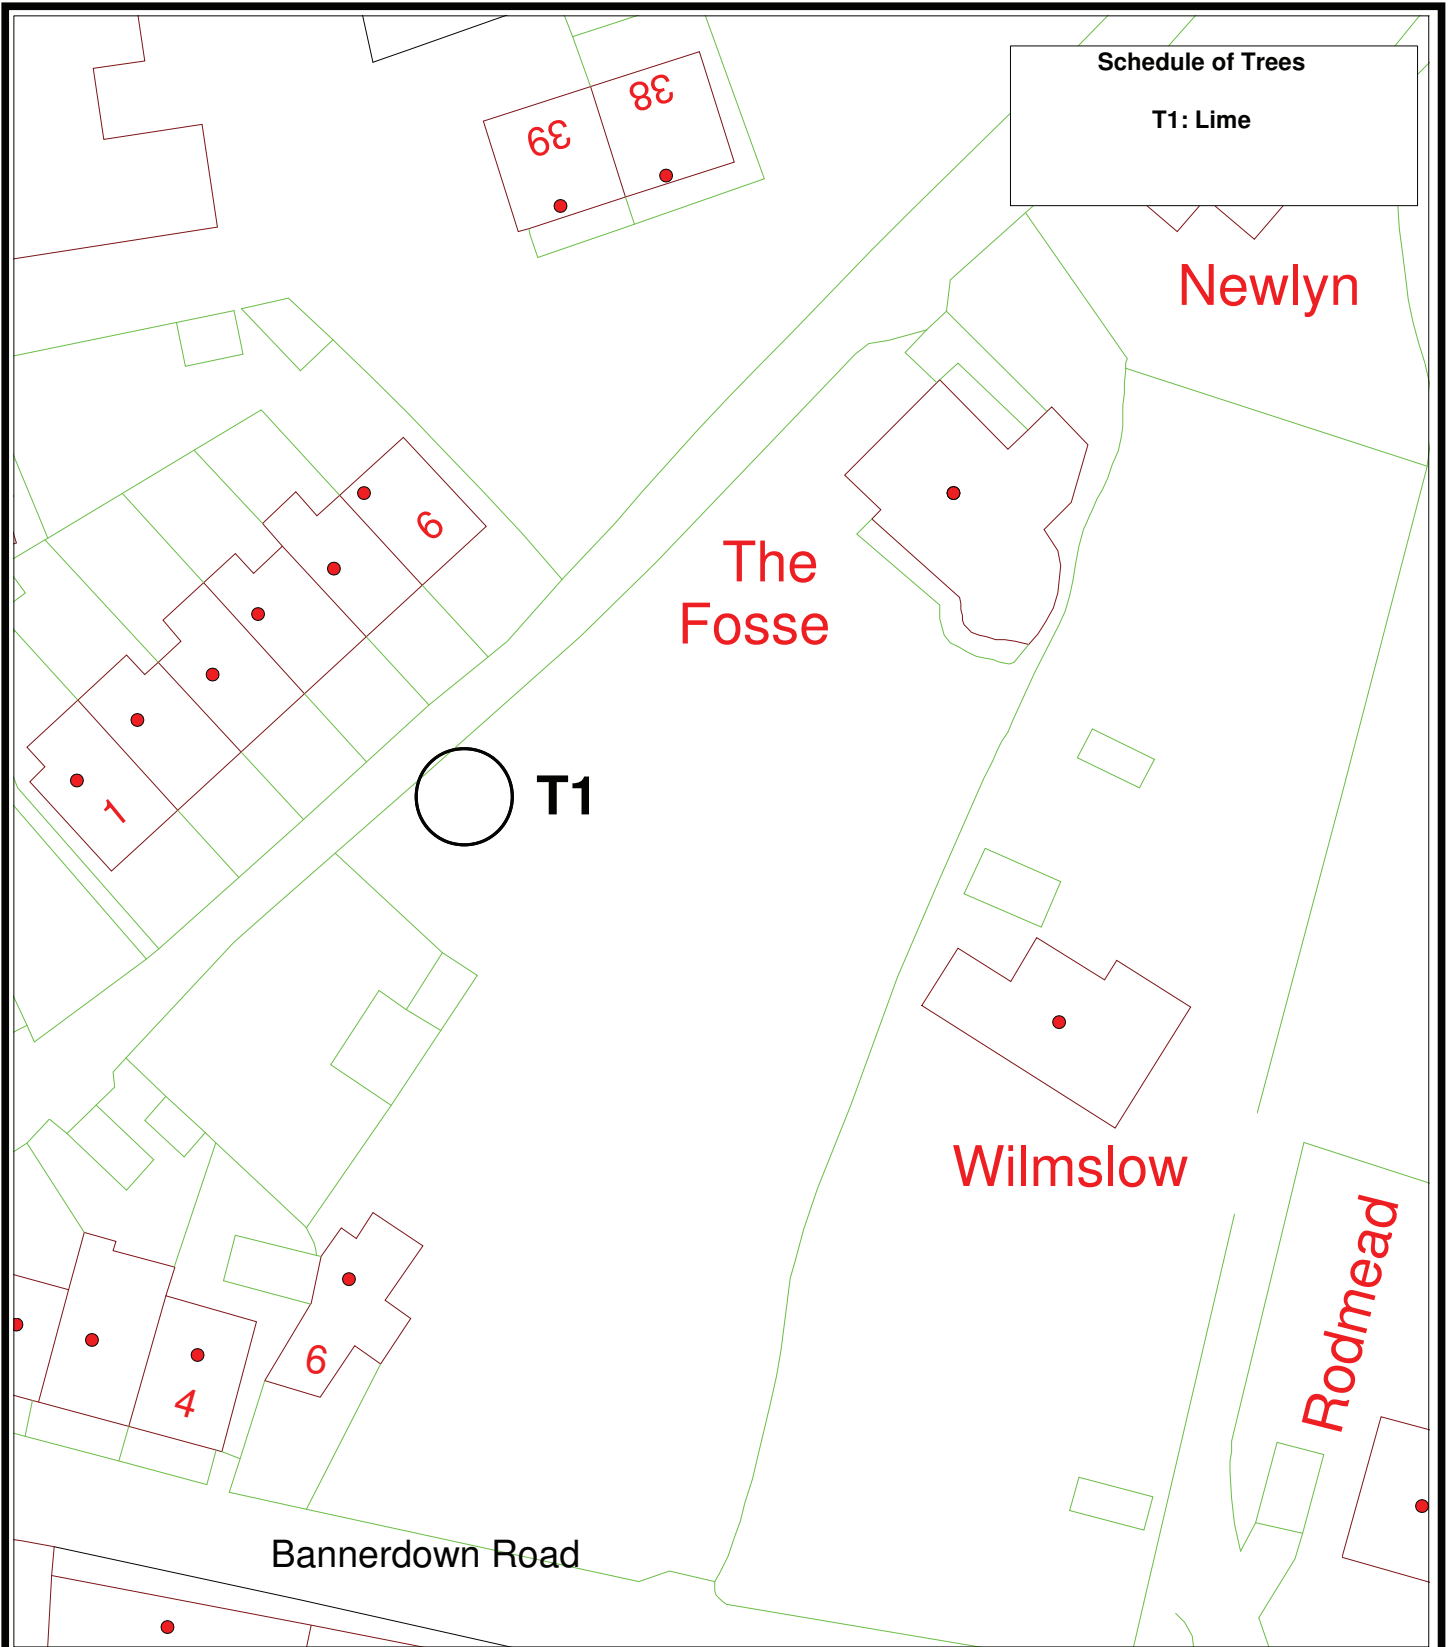 Schedule of Trees
T1: Lime
38
39
Newlyn
6
The
Fosse
T1
1
Wilmslow
Rodmead
6
4
Bannerdown Road